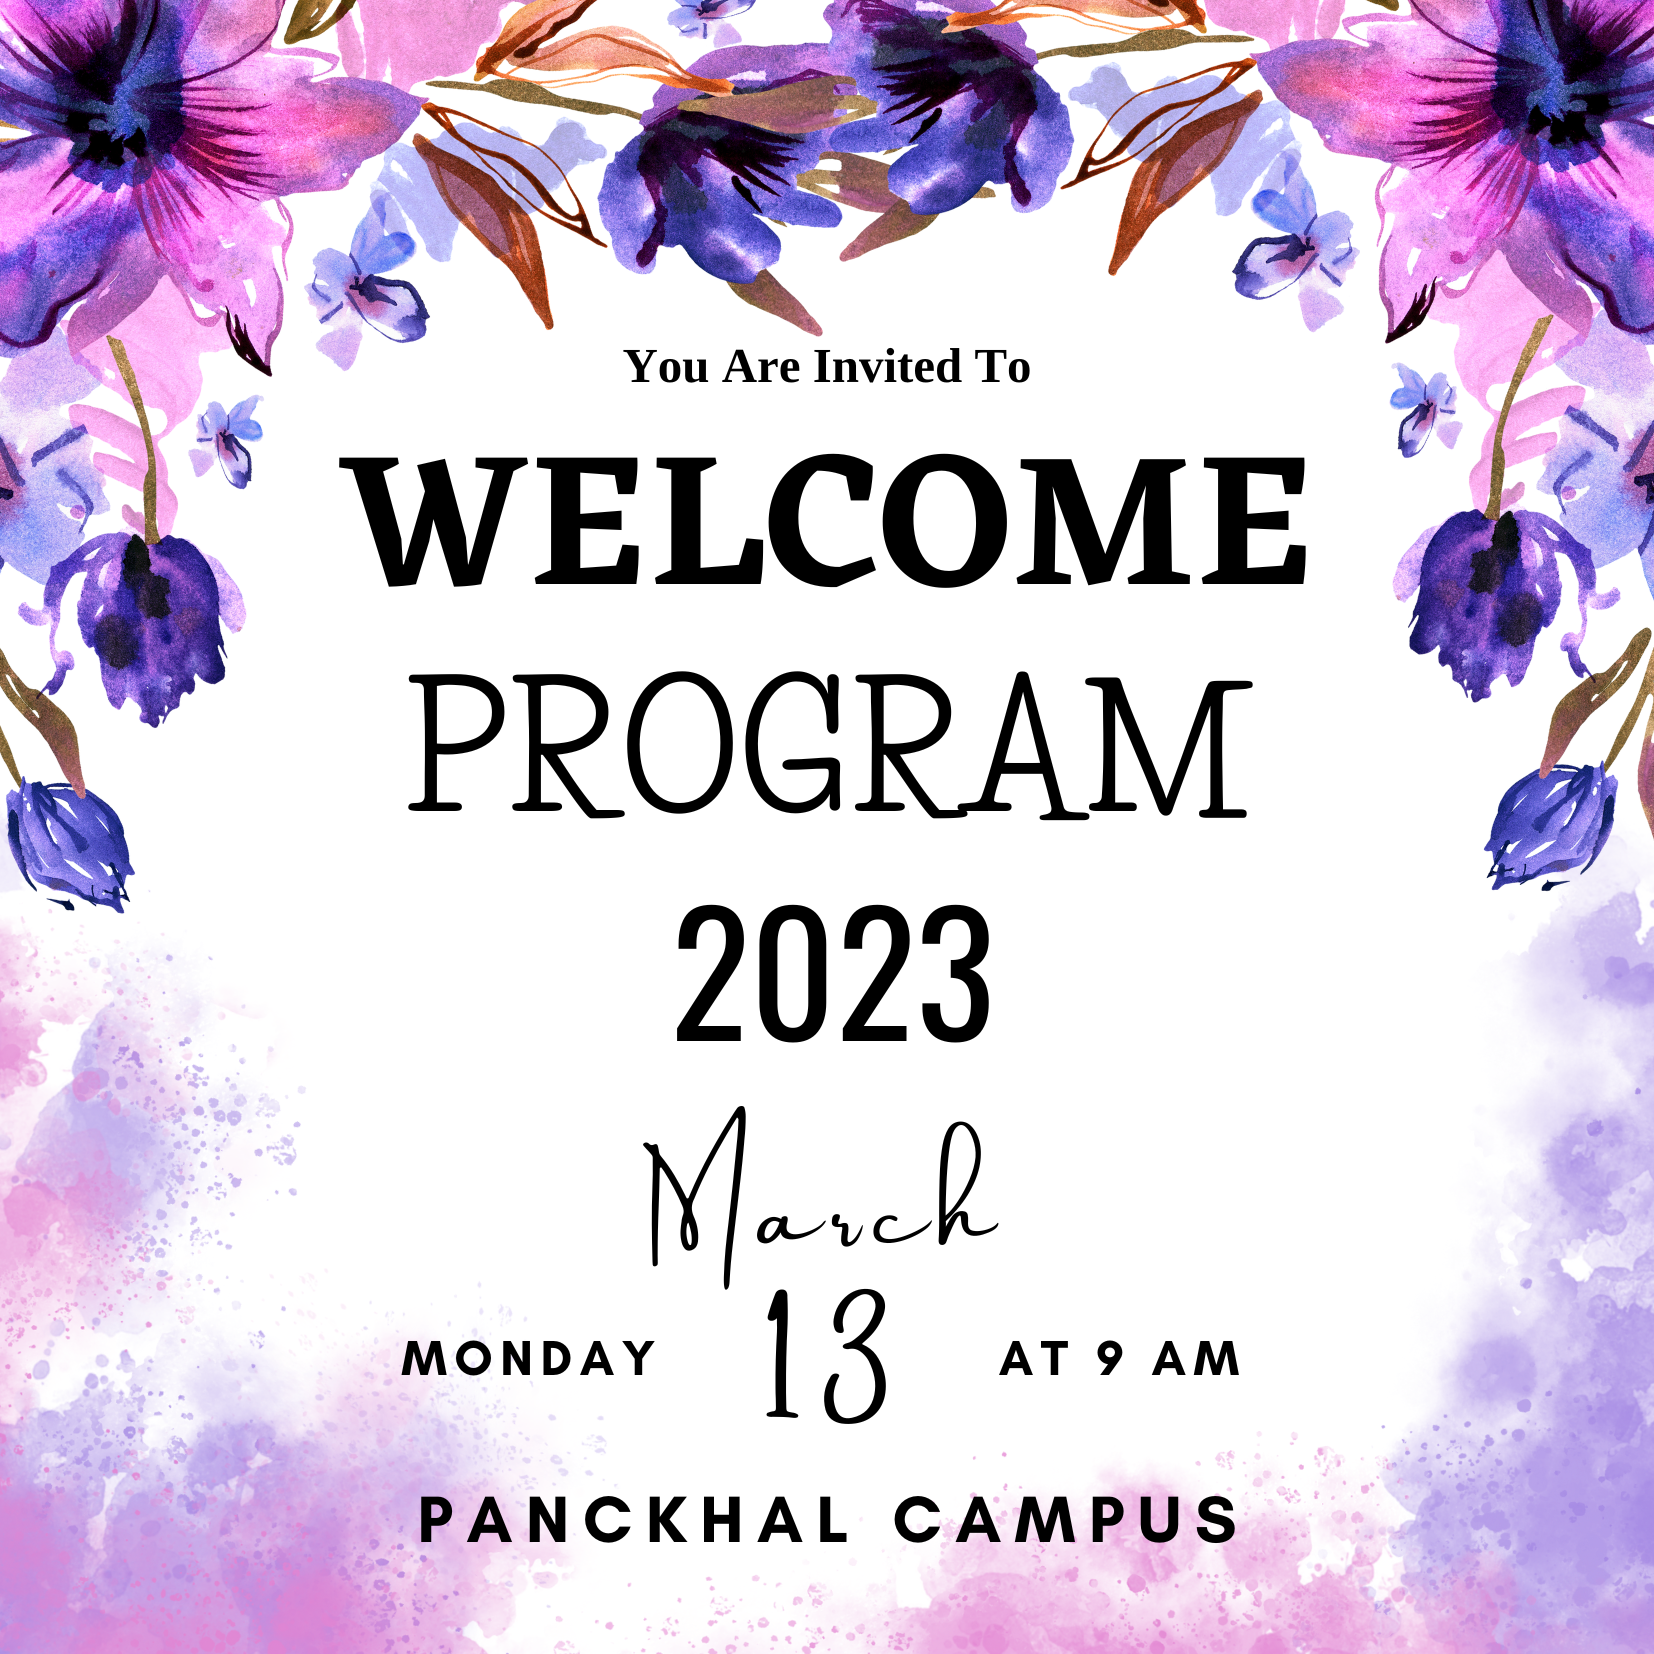 You Are Invited To
WELCOME
PROGRAM
2023
March
MONDAY 13 AT 9 AM
PANCKHAL CAMPUS